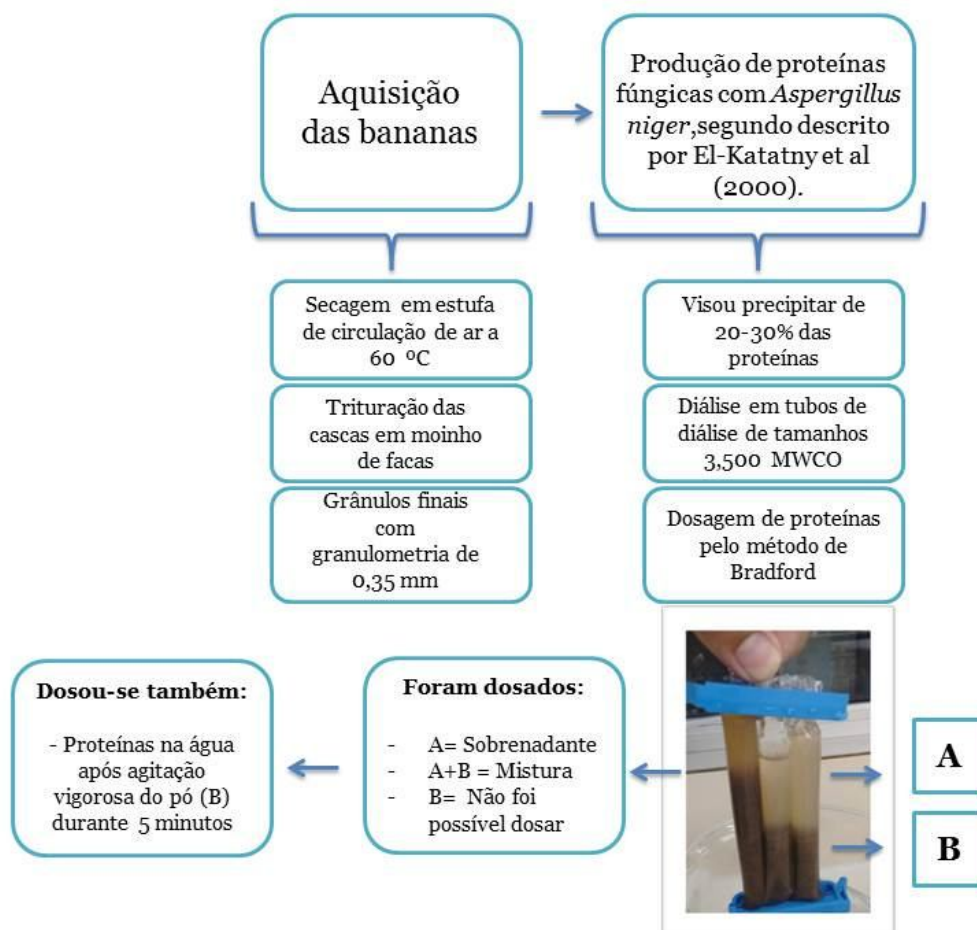 Aquisição
das bananas
Produção de proteínas
fúngicas com Aspergillus
niger,segundo descrito
por El-Katatny et al
(2000).
Secagem em estufa
de circulação de ar a
60 ºC
Trituração das
cascas em moinho
de facas
Grânulos finais
com
granulometria de
0,35 mm
Visou precipitar de
20-30% das
proteínas
Diálise em tubos de
diálise de tamanhos
3,500 MWCO
Dosagem de proteínas
pelo método de
Bradford
Dosou-se também:
- Proteínas na água
após agitação
vigorosa do pó (B)
durante 5 minutos
Foram dosados:
- A= Sobrenadante
- A+B = Mistura
- B= Não foi
possível dosar
A
B